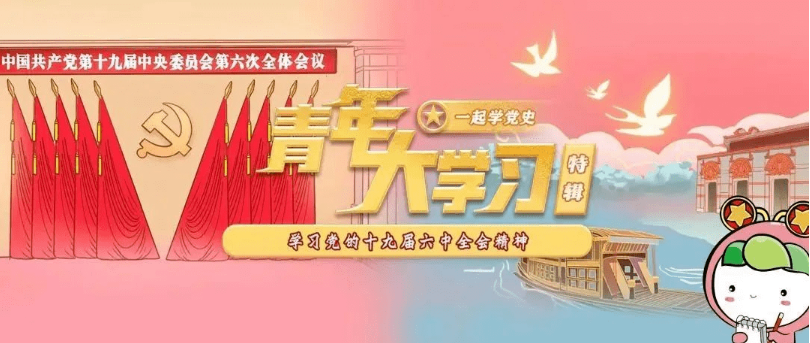 中国共产党第十九届中央委员会第六次全体会议
青年大学习
一起学党史
特辑
学习党的十九届六中全会精神